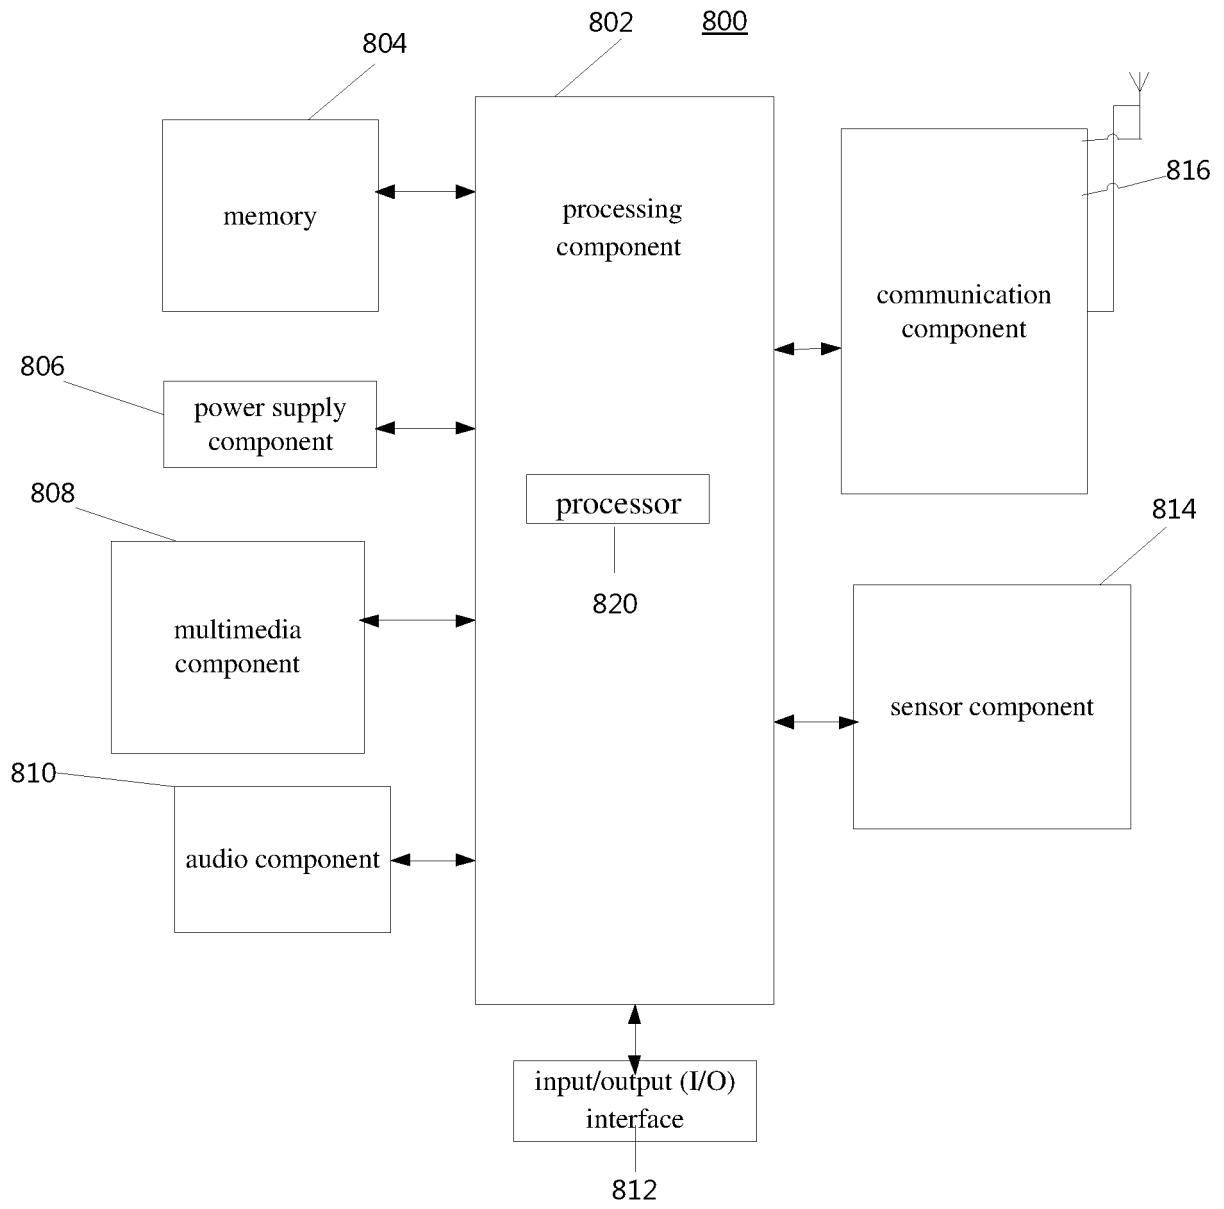 802
800
804
memory
processing
component
816
communication
component
806
power supply
component
808
processor
820
814
multimedia
component
sensor component
810
audio component
input/output (I/O)
interface
812